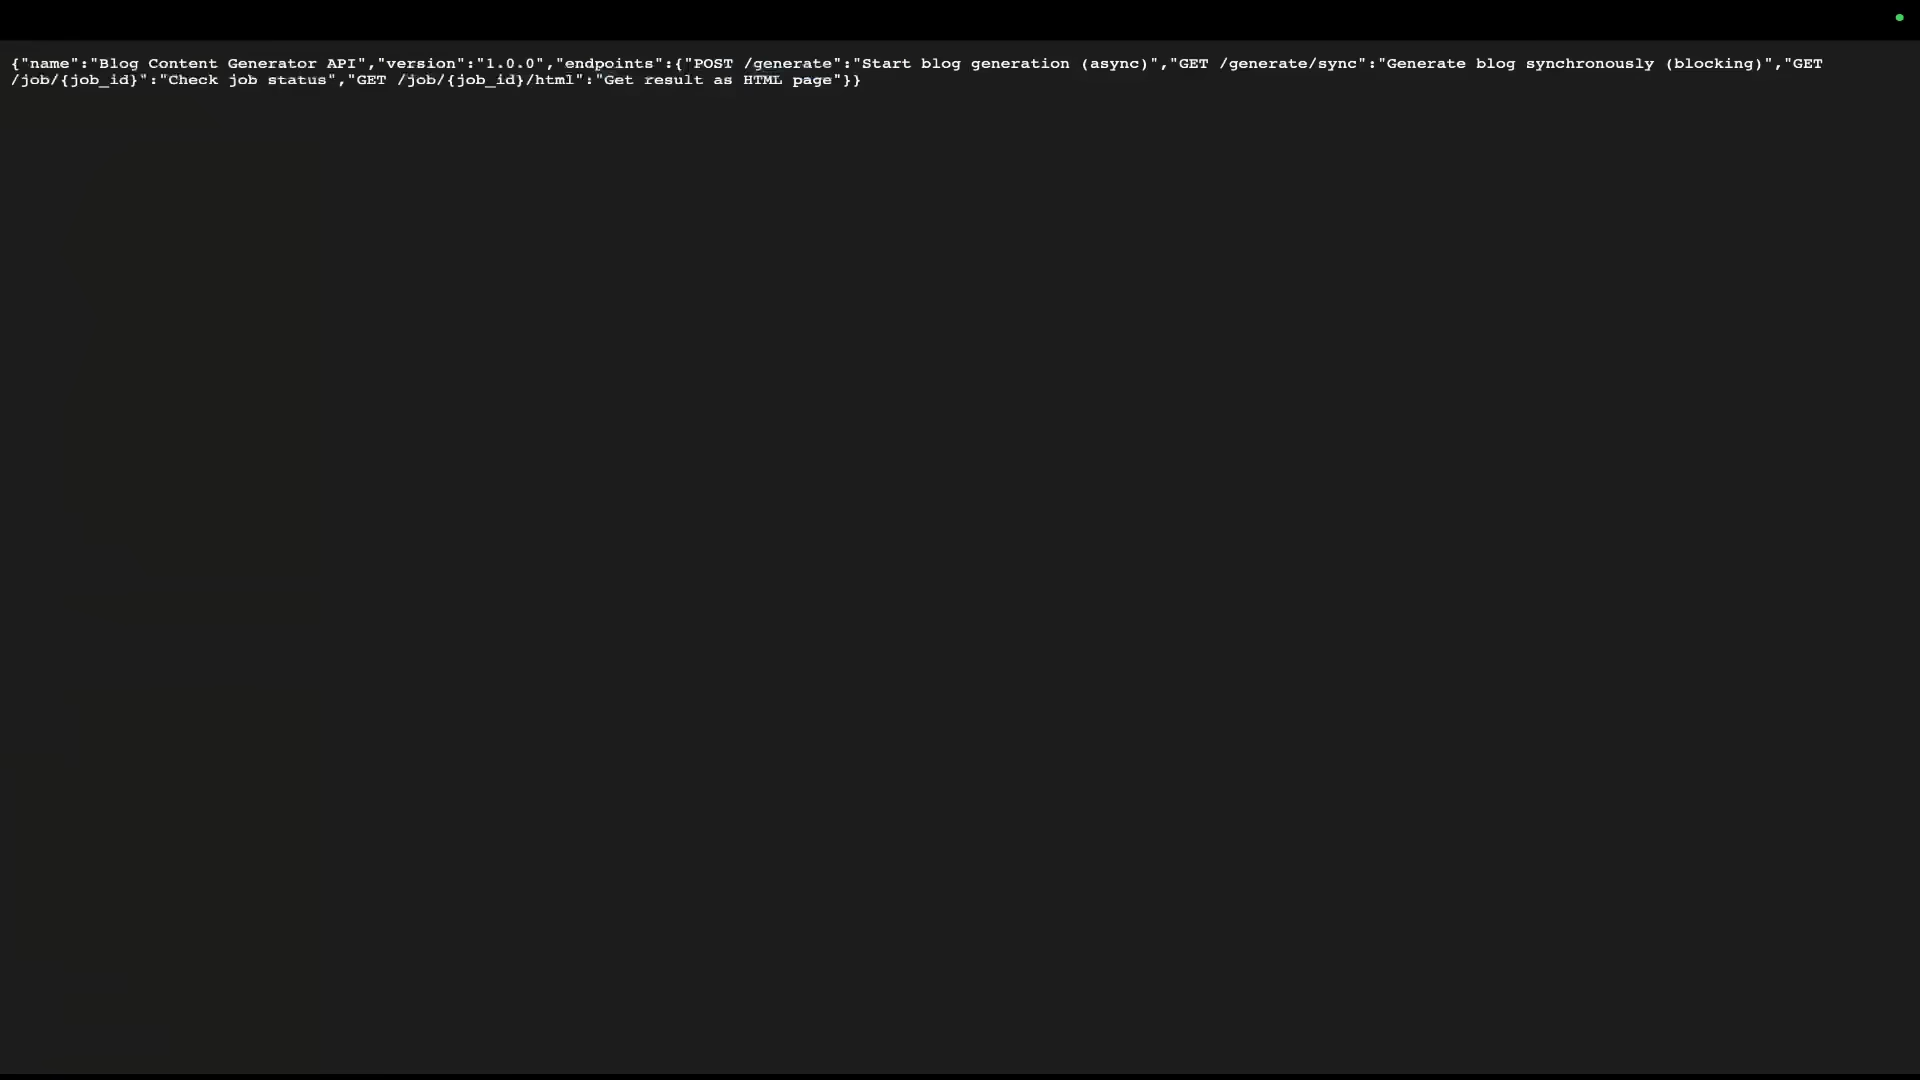 {"name":"Blog Content Generator API","version":"1.0.0","endpoints":{"POST /generate":"Start blog generation (async)","GET /generate/sync":"Generate blog synchronously (blocking)","GET
/job/{job_id}":"Check job status","GET /job/{job_id}/html":"Get result as HTML page"}}